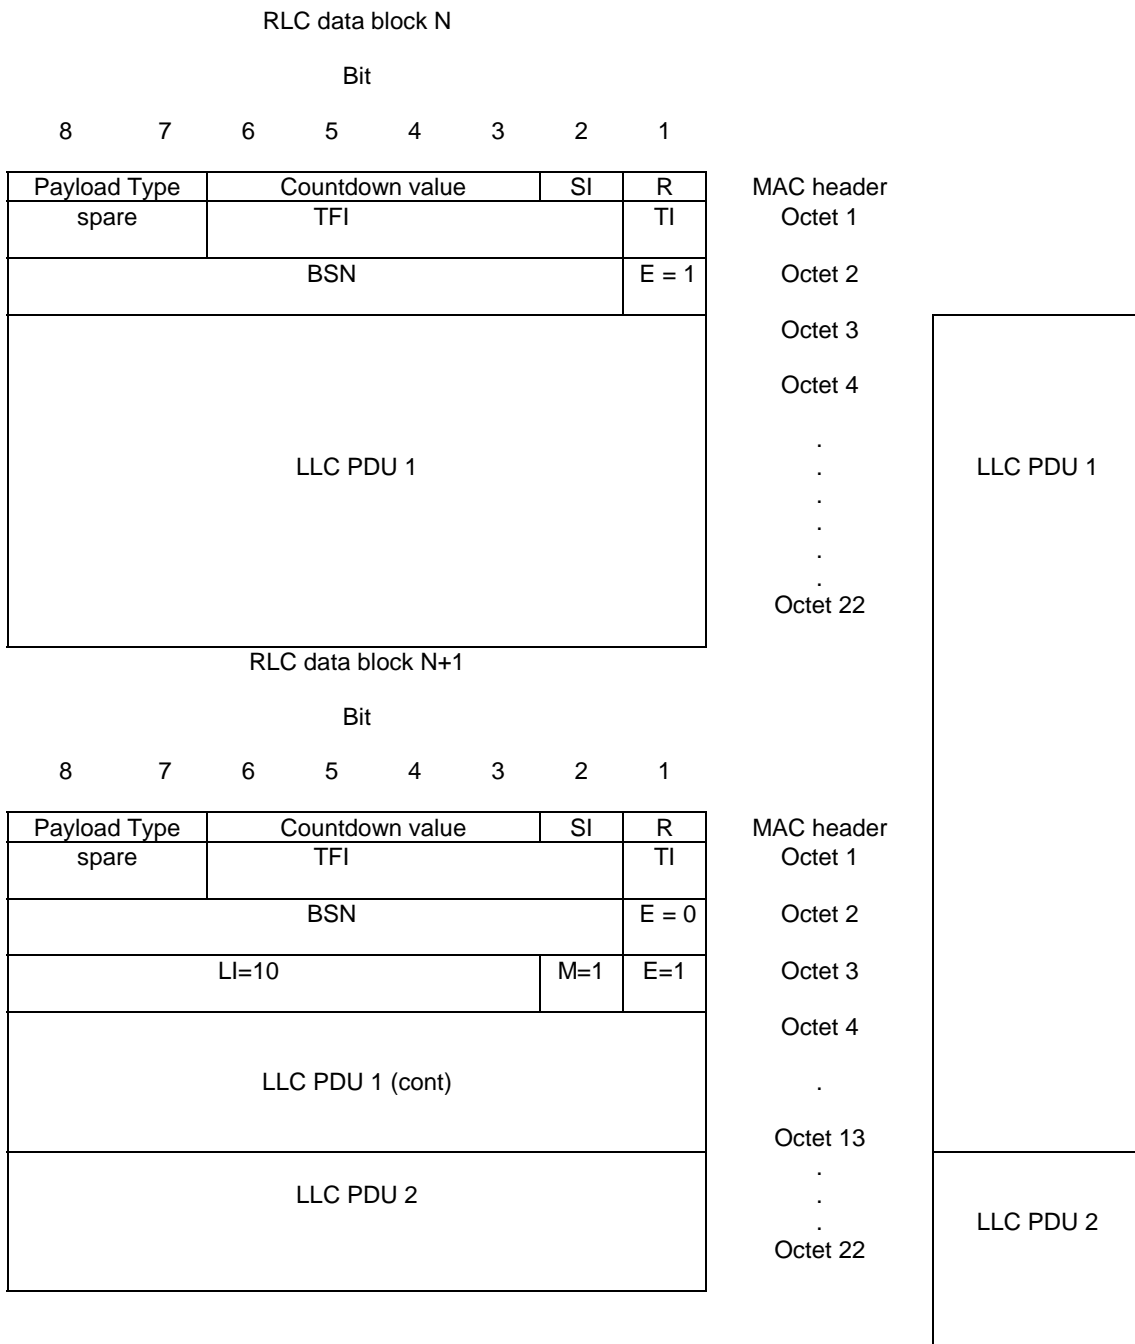 RLC data block N
Bit
8 7 6 5 4 3 2 1
Payload Type Countdown value SI R MAC header
spare TFI TI Octet 1
BSN E = 1 Octet 2
Octet 3
Octet 4
.
LLC PDU 1 . LLC PDU 1
.
.
.
.
Octet 22
RLC data block N+1
Bit
8 7 6 5 4 3 2 1
Payload Type Countdown value SI R MAC header
spare TFI TI Octet 1
BSN E = 0 Octet 2
LI=10 M=1 E=1 Octet 3
Octet 4
LLC PDU 1 (cont) .
Octet 13
.
LLC PDU 2 .
. LLC PDU 2
Octet 22